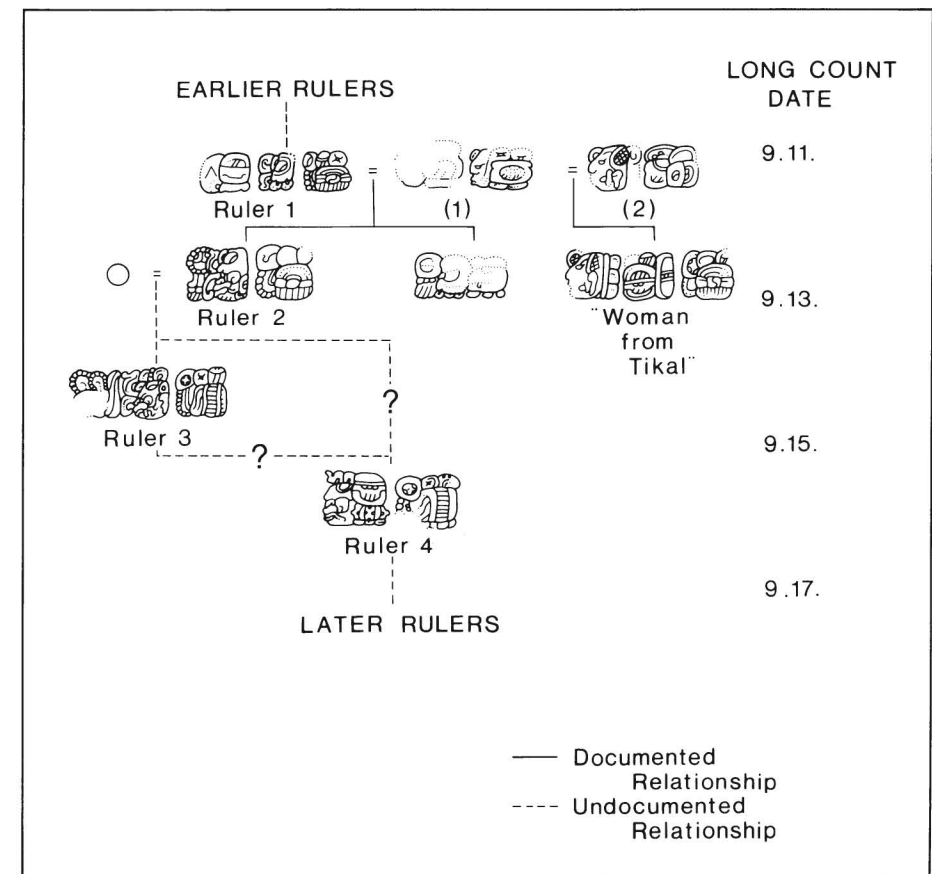 LONG COUNT
DATE
EARLIER RULERS
9.11.
Ruler 1
(1)
(2)
9.13.
Ruler 2
"Woman
from
Tikal"
?
Ruler 3
?
9.15.
Ruler 4
9.17.
LATER RULERS
Documented
Relationship
Undocumented
Relationship